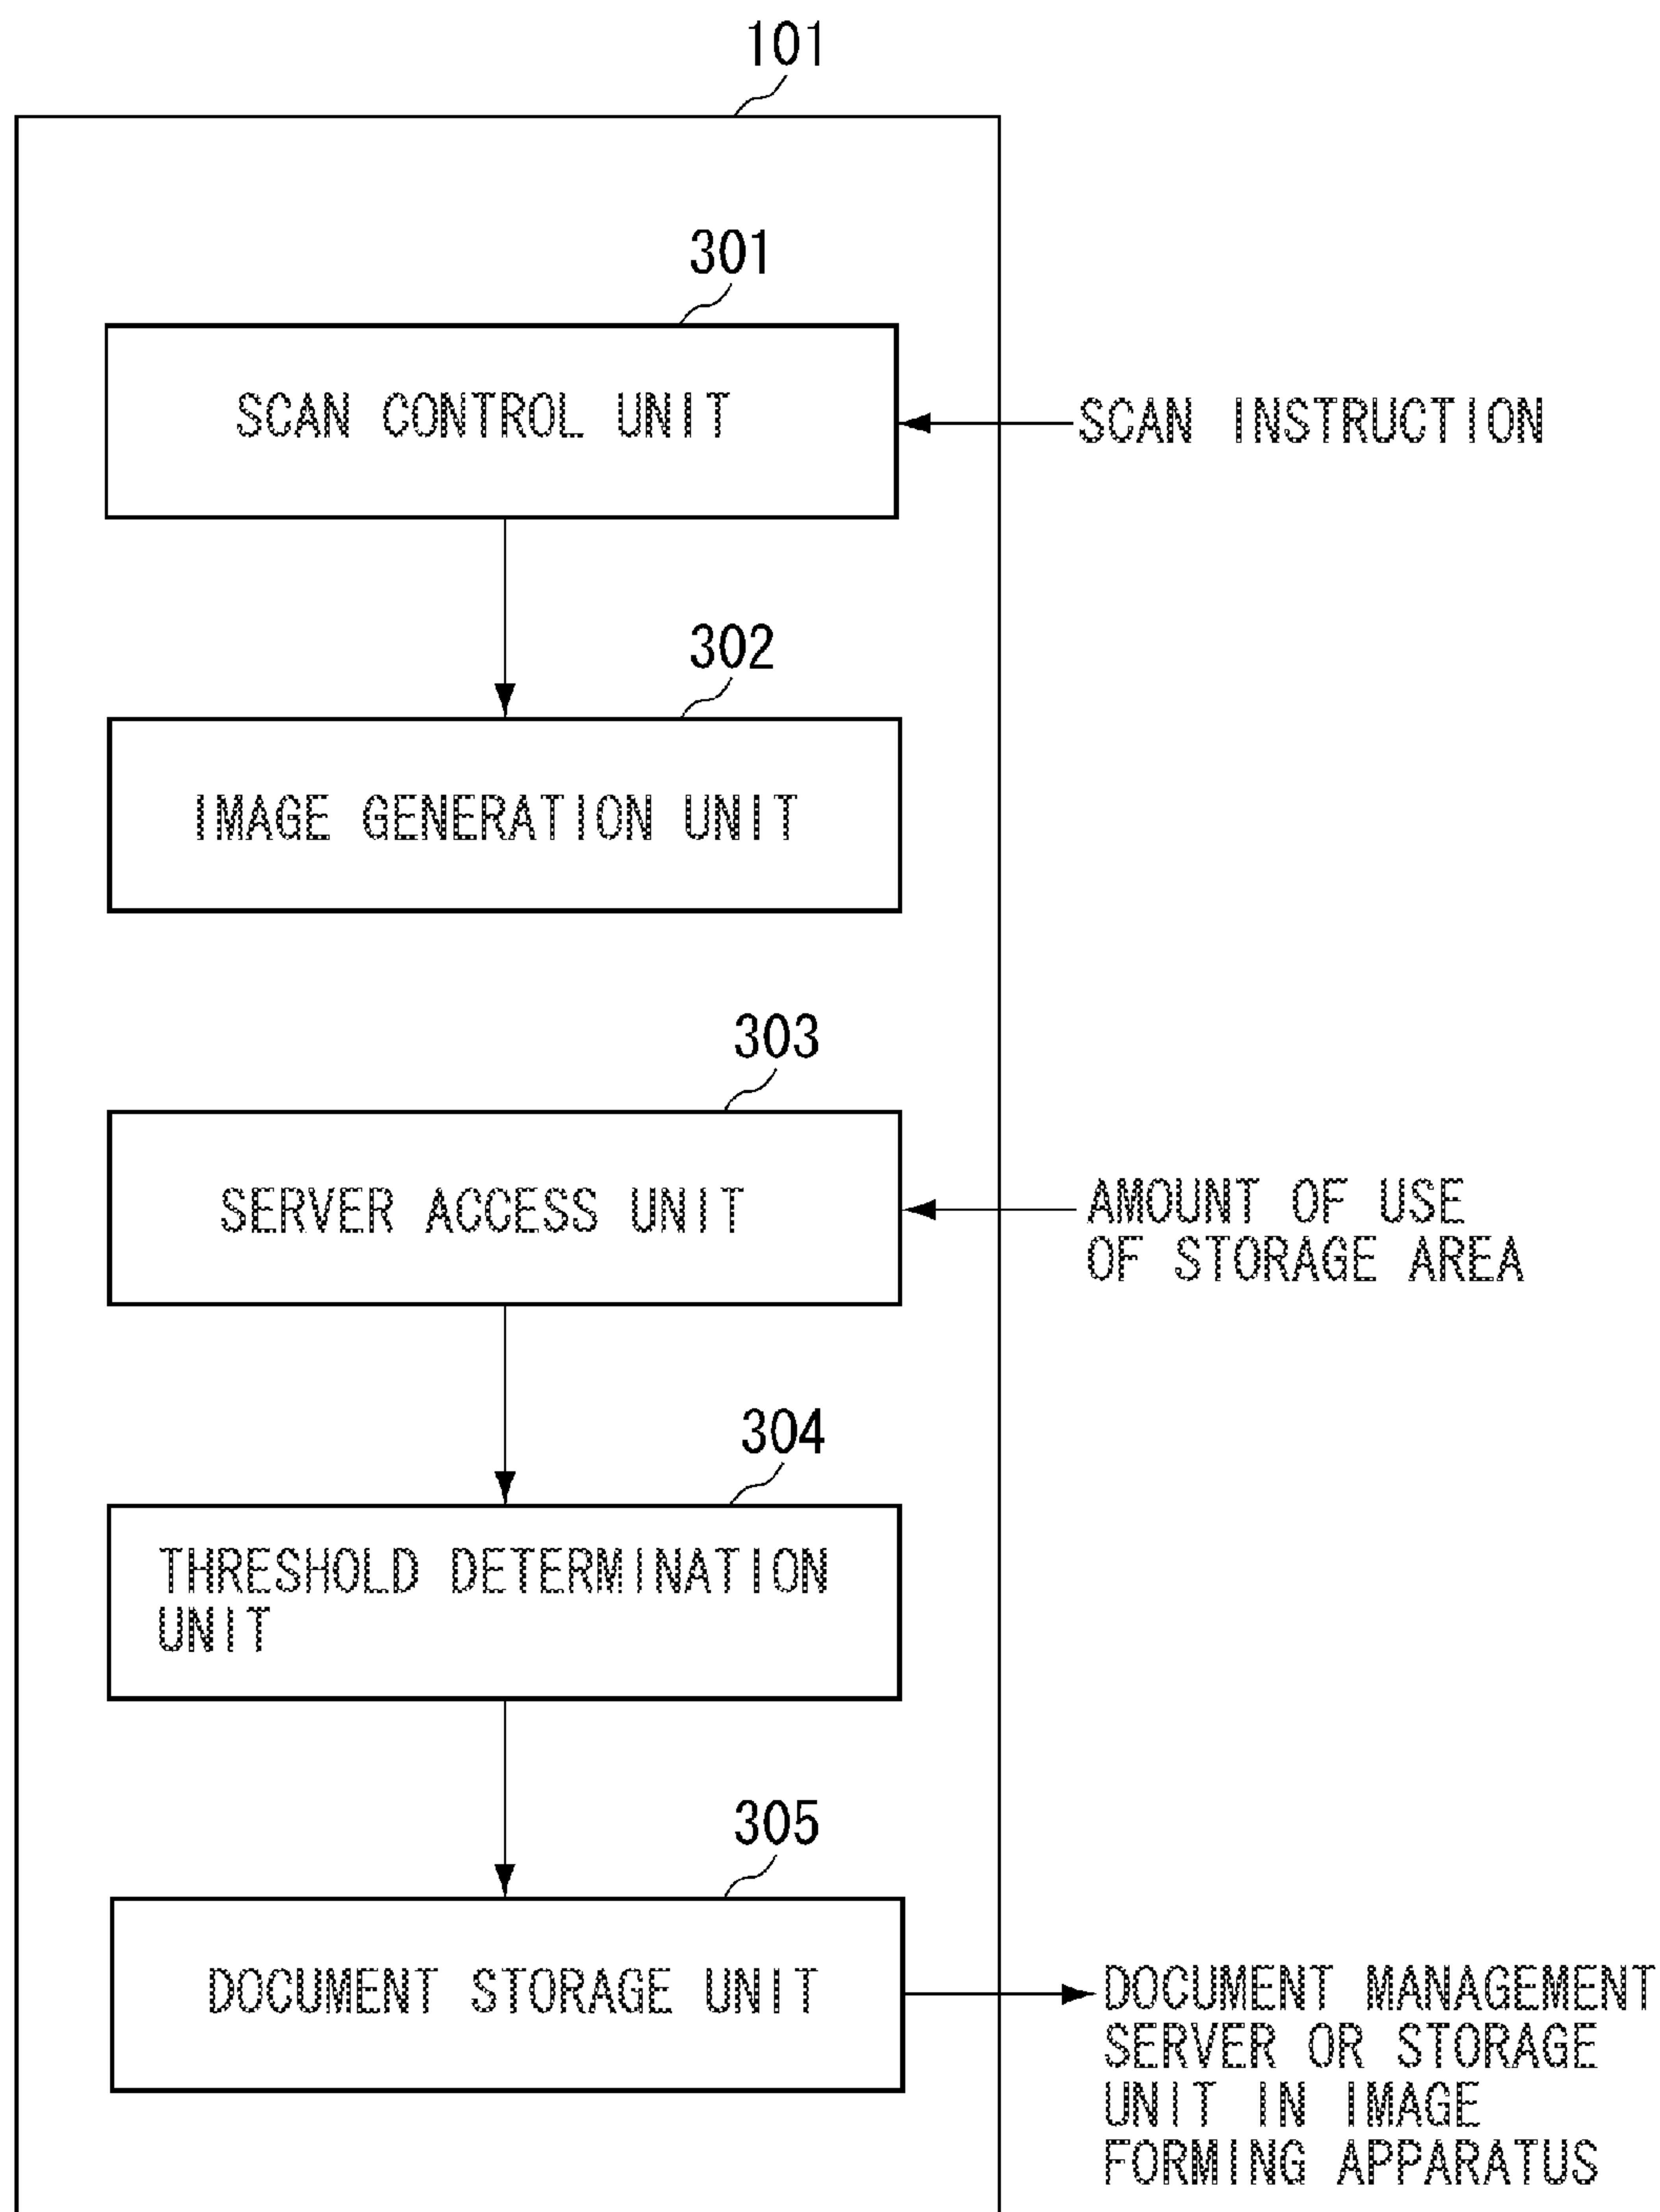 101
301
SCAN CONTROL UNIT
SCAN INSTRUCTION
302
IMAGE GENERATION UNIT
303
SERVER ACCESS UNIT
AMOUNT OF USE
OF STORAGE AREA
304
THRESHOLD DETERMINATION
UNIT
305
DOCUMENT STORAGE UNIT
DOCUMENT MANAGEMENT
SERVER OR STORAGE
UNIT IN IMAGE
FORMING APPARATUS